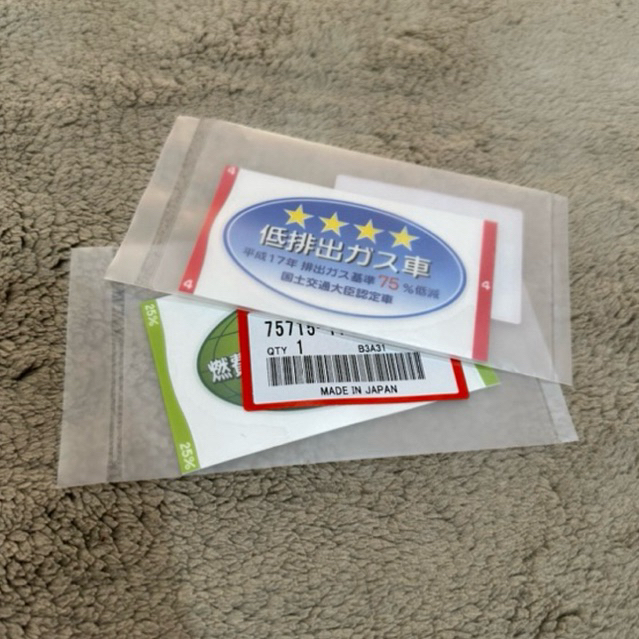 4
低排出ガス車
平成17年 排出ガス基準 75 %低減
国土交通大臣認定車
4
25%
燃費
75715-
QTY 1 B3A31
MADE IN JAPAN
25%